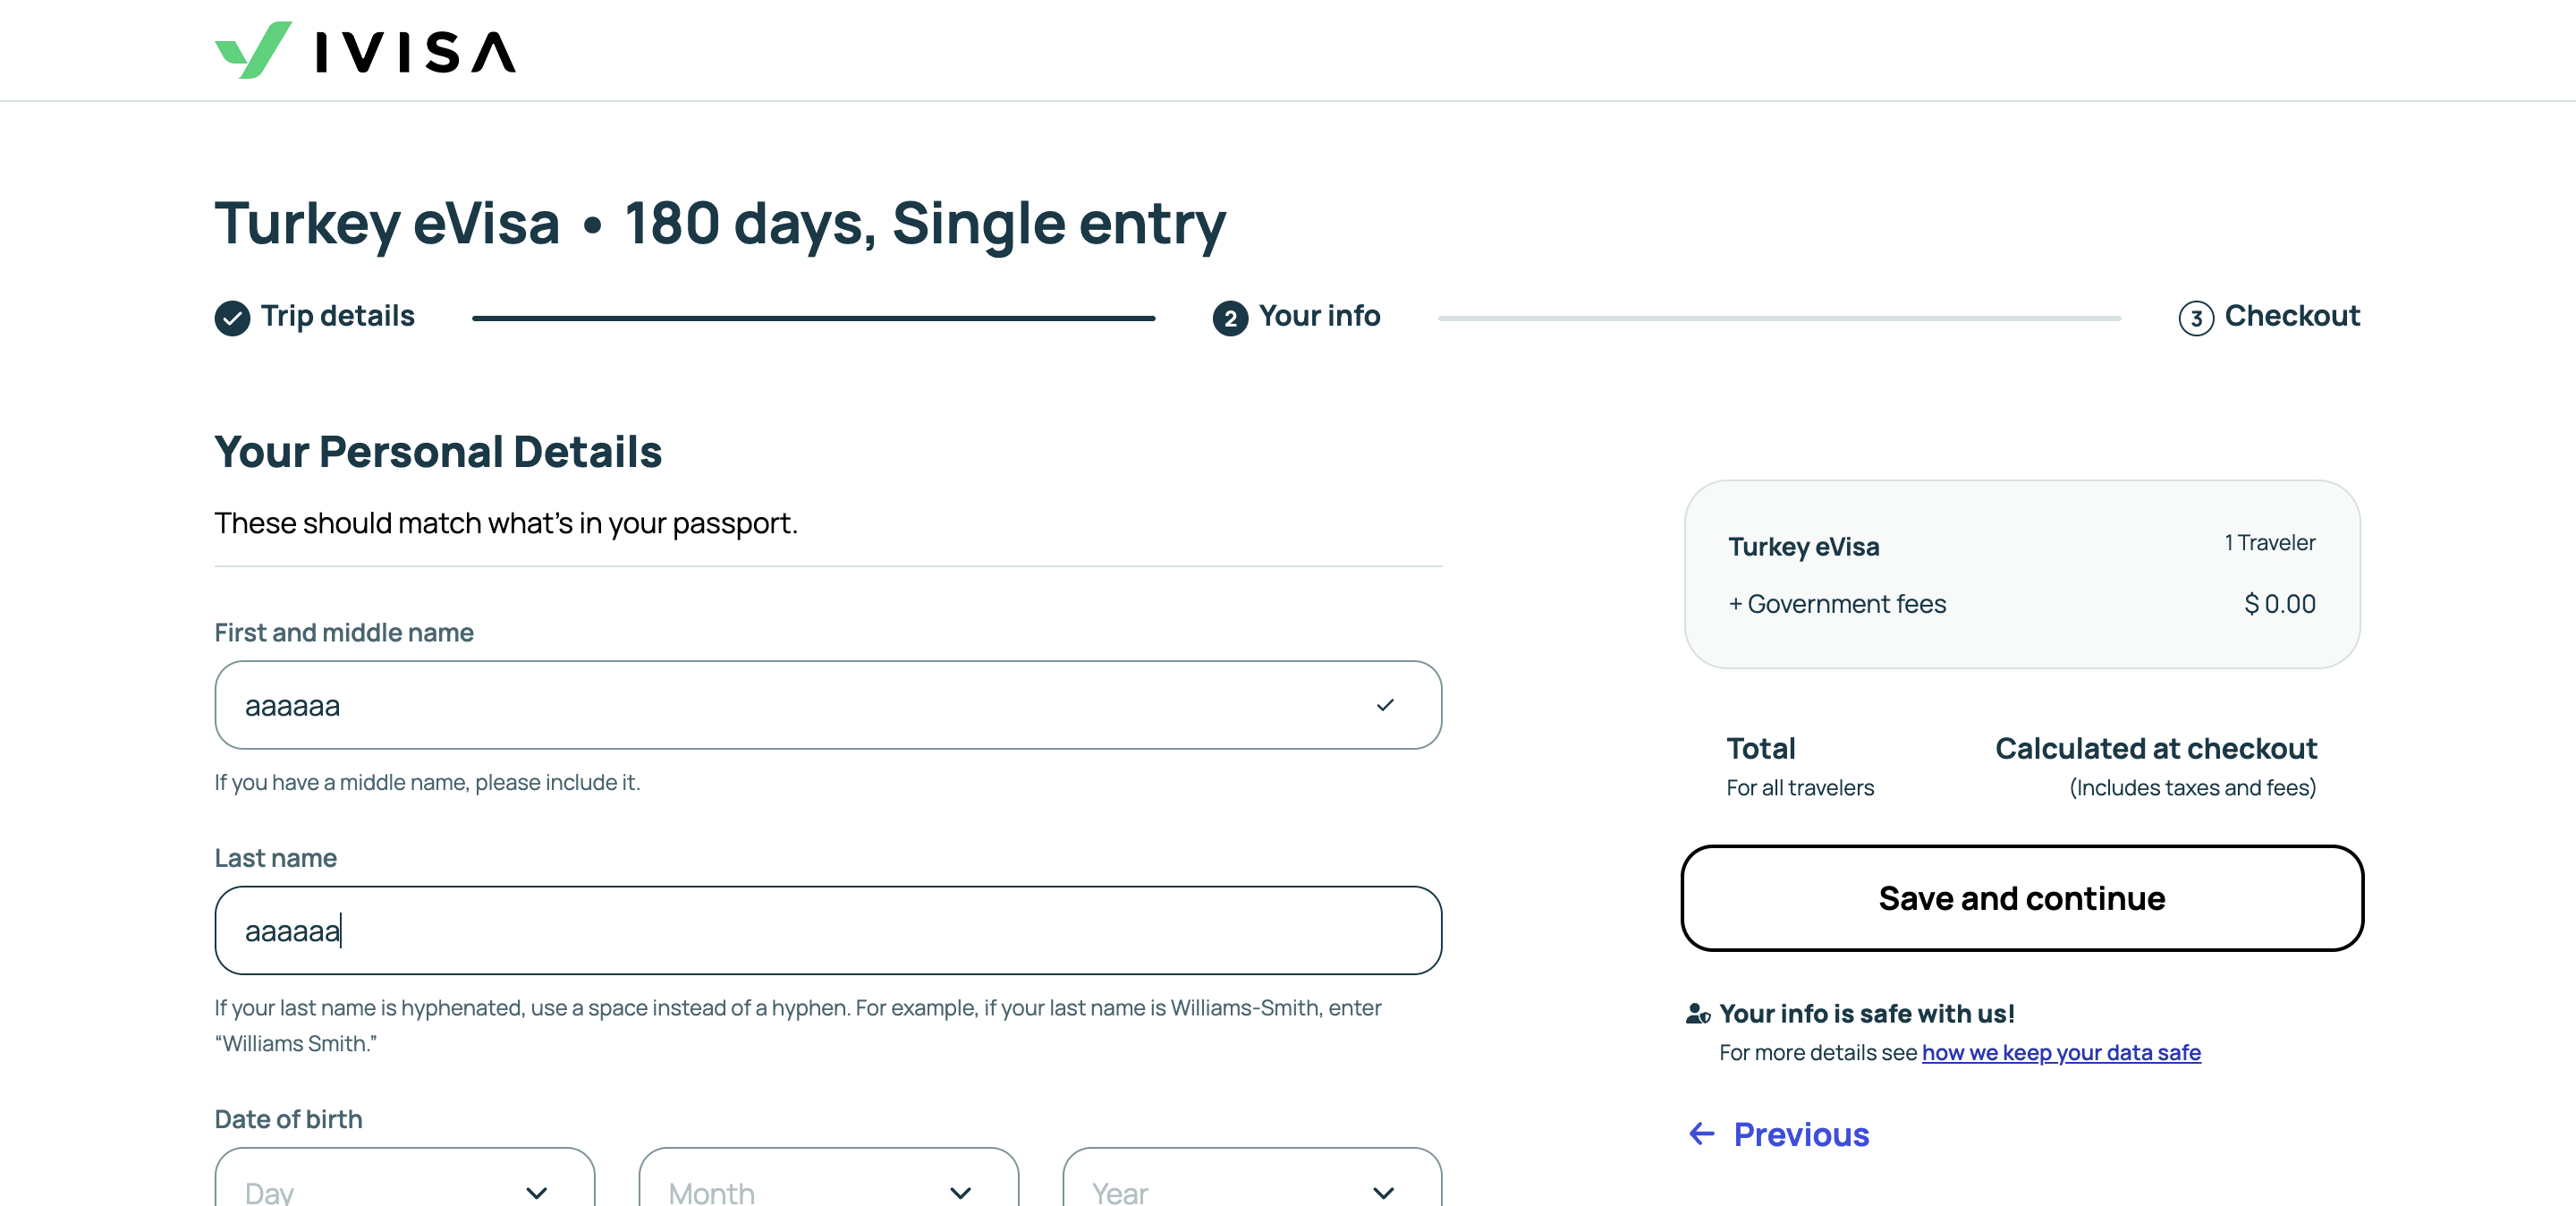 IVISA
Turkey eVisa • 180 days, Single entry
Trip details
2 Your info
3 Checkout
Your Personal Details
These should match what’s in your passport.
First and middle name
aaaaaa
If you have a middle name, please include it.
Last name
aaaaaa
If your last name is hyphenated, use a space instead of a hyphen. For example, if your last name is Williams-Smith, enter
“Williams Smith.”
Date of birth
Day
Month
Year
Turkey eVisa 1 Traveler
+ Government fees $ 0.00
Total Calculated at checkout
For all travelers (Includes taxes and fees)
Save and continue
Your info is safe with us!
For more details see how we keep your data safe
Previous